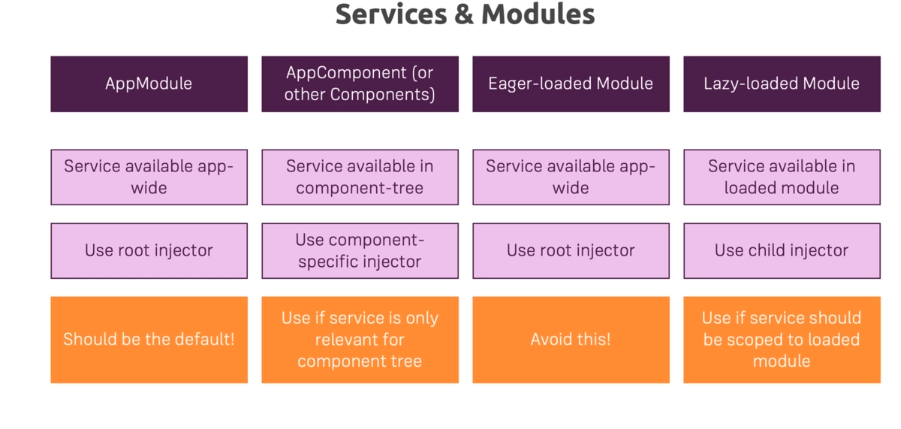 Services & Modules
AppModule
AppComponent (or
other Components)
Eager-loaded Module
Lazy-loaded Module
Service available app-
wide
Service available in
component-tree
Service available app-
wide
Service available in
loaded module
Use root injector
Use component-
specific injector
Use root injector
Use child injector
Should be the default!
Use if service is only
relevant for
component tree
Avoid this!
Use if service should
be scoped to loaded
module